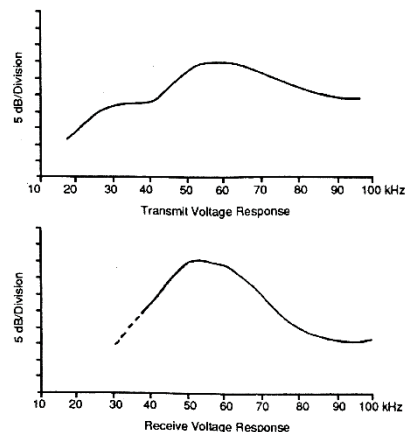 5 dB/Division
10 20 30 40 50 60 70 80 90 100 kHz
Transmit Voltage Response
5 dB/Division
10 20 30 40 50 60 70 80 90 100 kHz
Receive Voltage Response